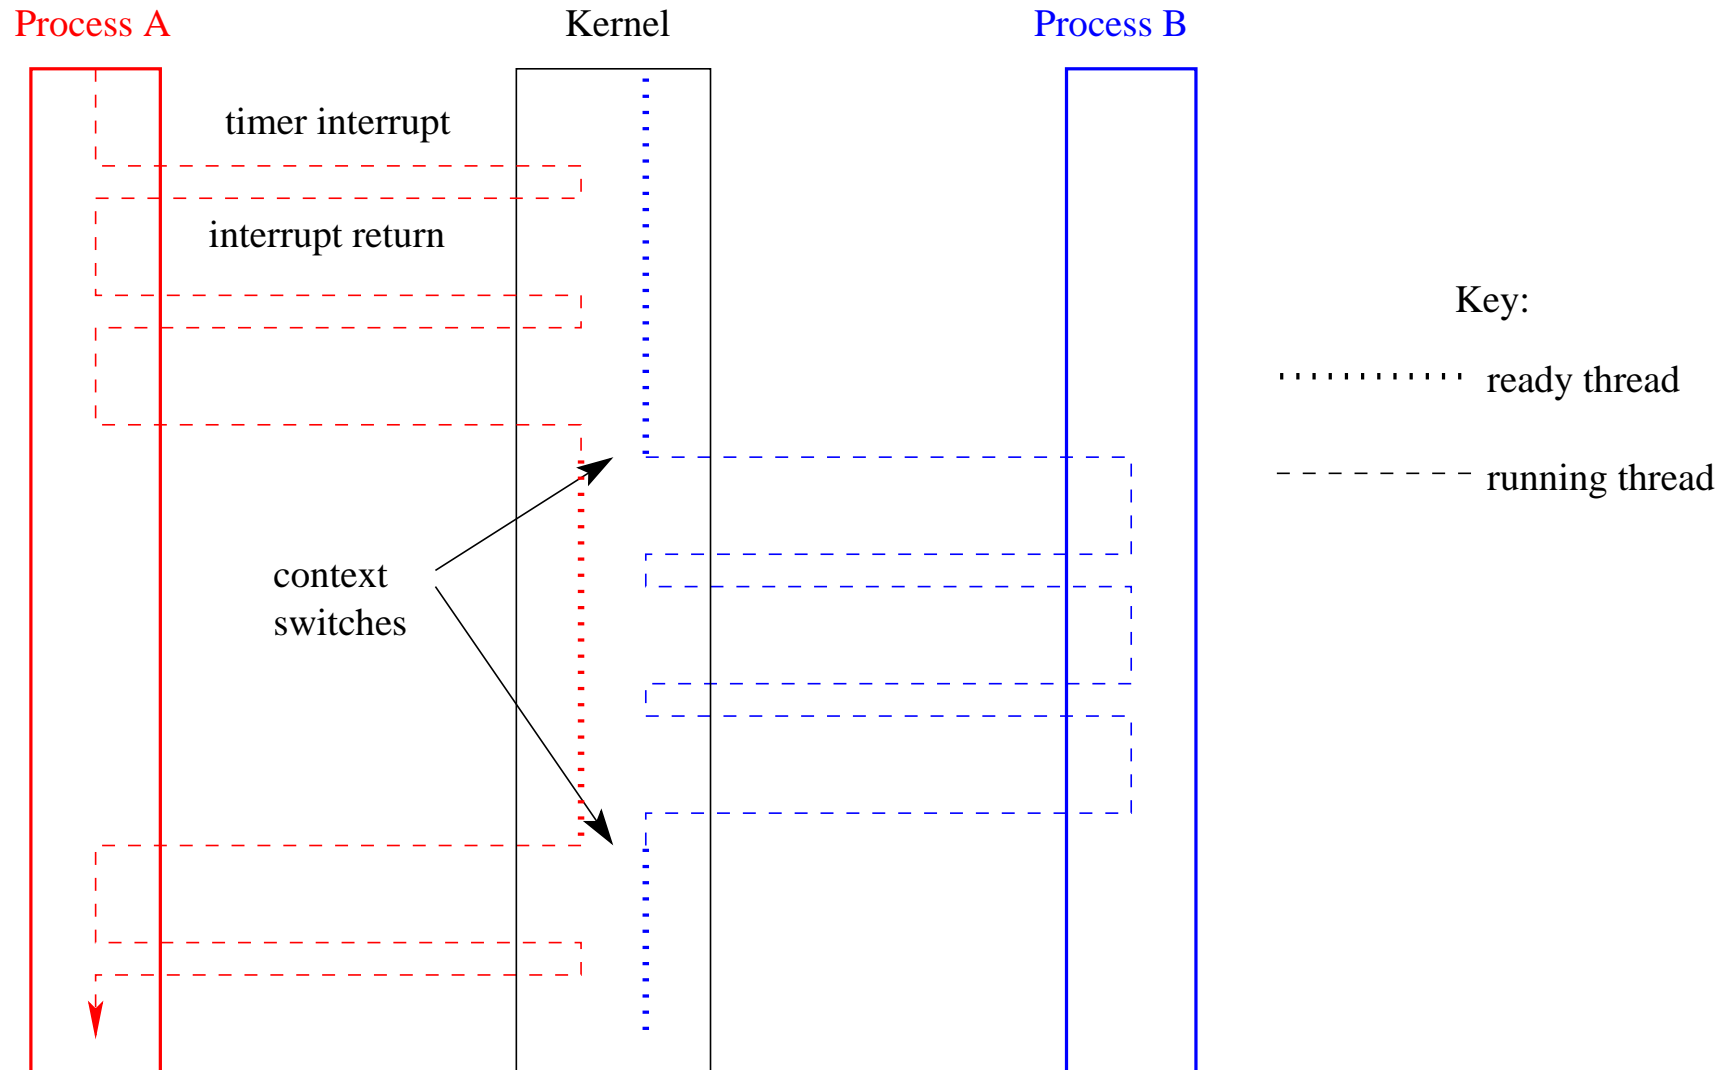 Process A
Kernel
Process B
timer interrupt
interrupt return
Key:
ready thread
running thread
context
switches